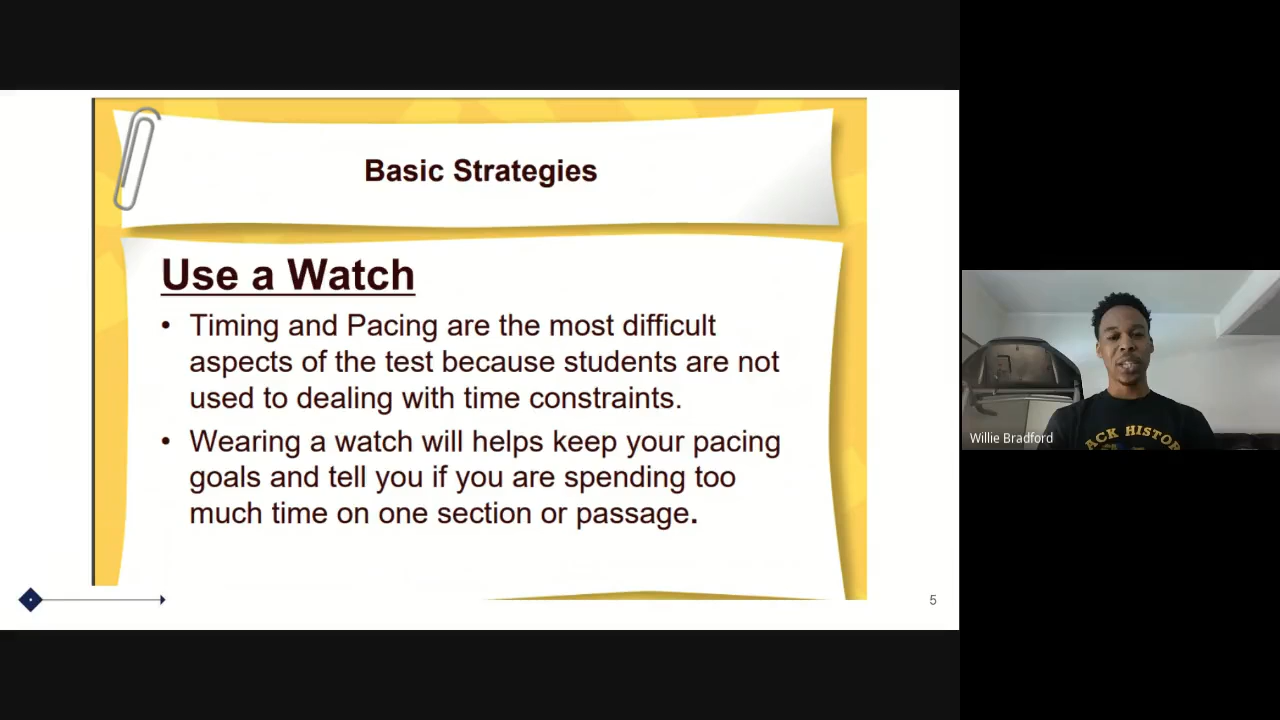 Basic Strategies
Use a Watch
• Timing and Pacing are the most difficult
aspects of the test because students are not
used to dealing with time constraints.
• Wearing a watch will helps keep your pacing
goals and tell you if you are spending too
much time on one section or passage.
5
Willie Bradford
ACK HISTOR